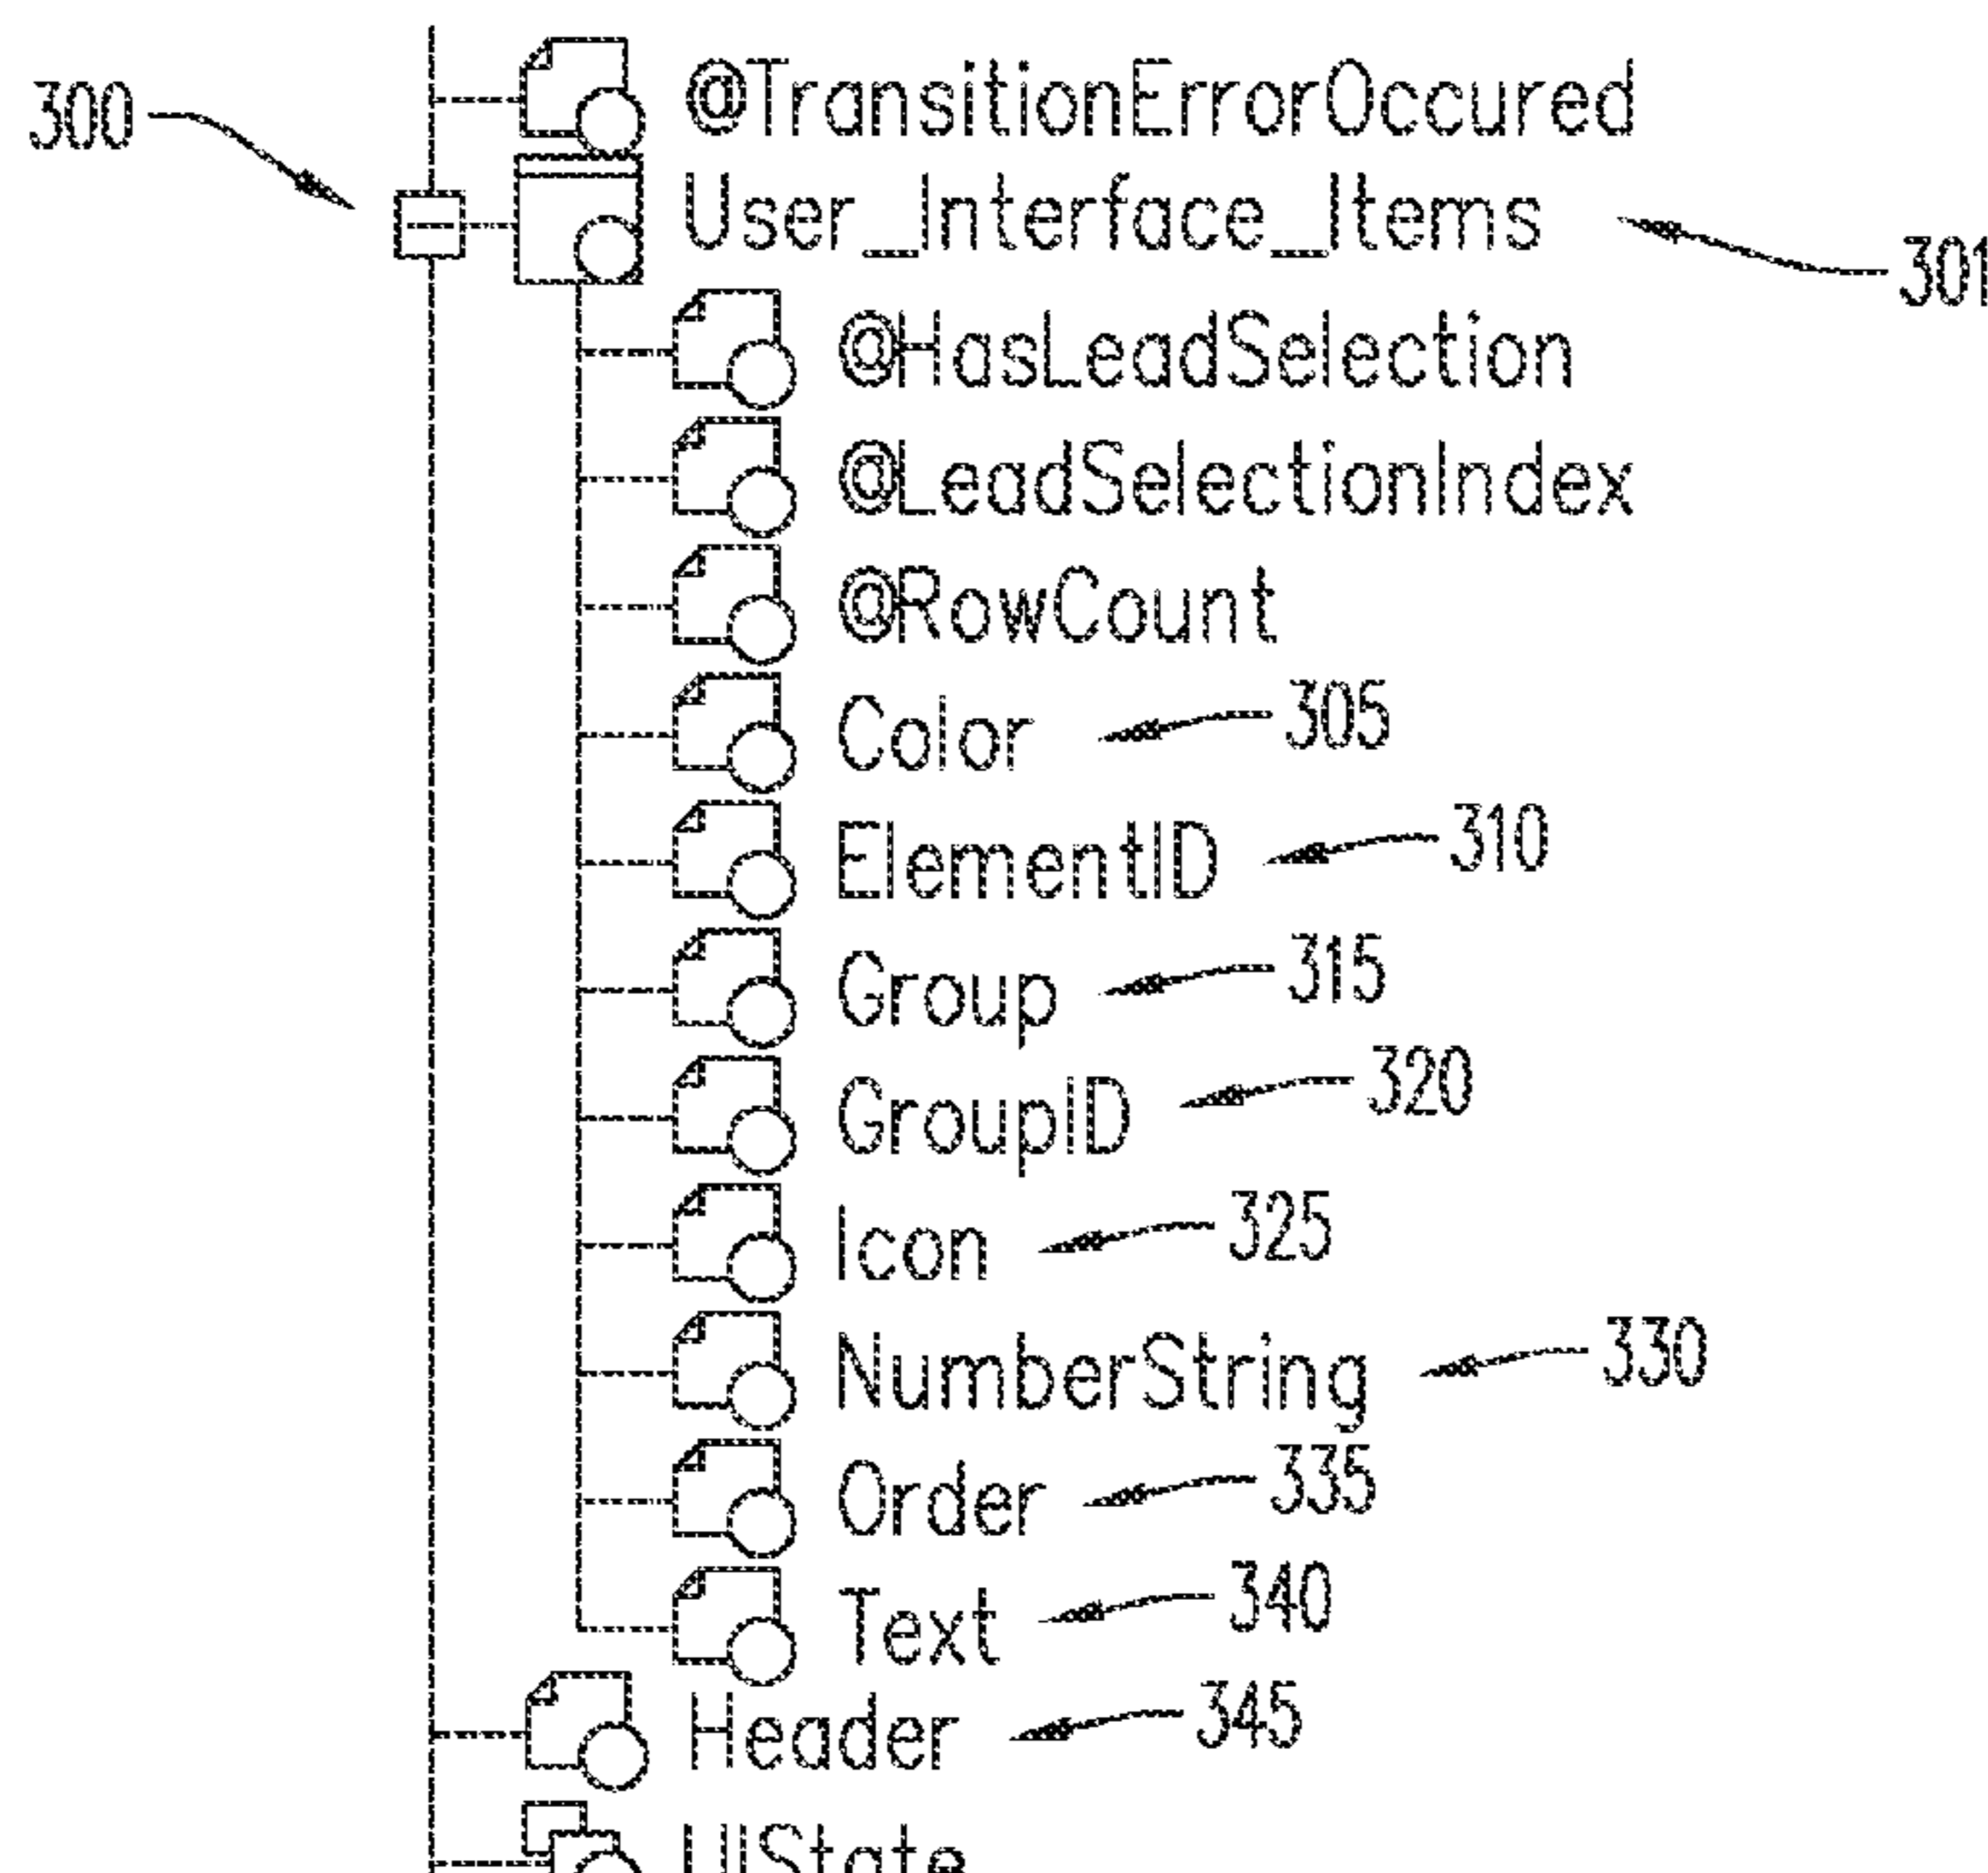 @TransitionErrorOccured
300
User_Interface_Items
301
@HasLeadSelection
@LeadSelectionIndex
@RowCount
Color 305
ElementID 310
Group 315
GroupID 320
Icon 325
NumberString 330
Order 335
Text 340
Header 345
UIState